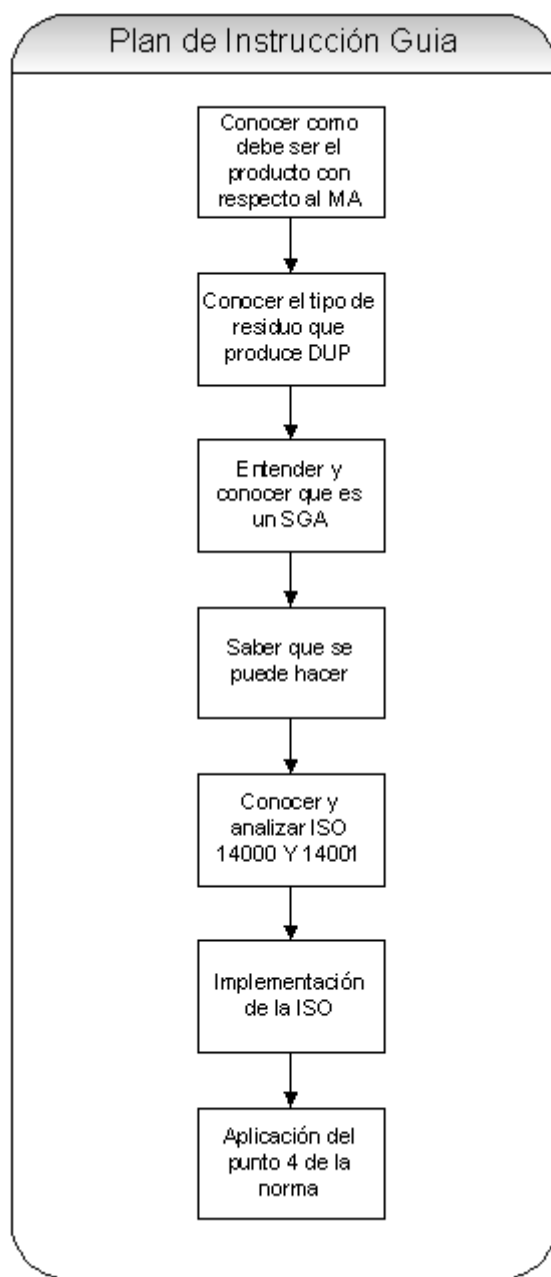 Plan de Instrucción Guia
Conocer como
debe ser el
producto con
respecto al MA
Conocer el tipo de
residuo que
produce DUP
Entender y
conocer que es
un SGA
Saber que se
puede hacer
Conocer y
analizar ISO
14000 Y 14001
Implementación
de la ISO
Aplicación del
punto 4 de la
norma